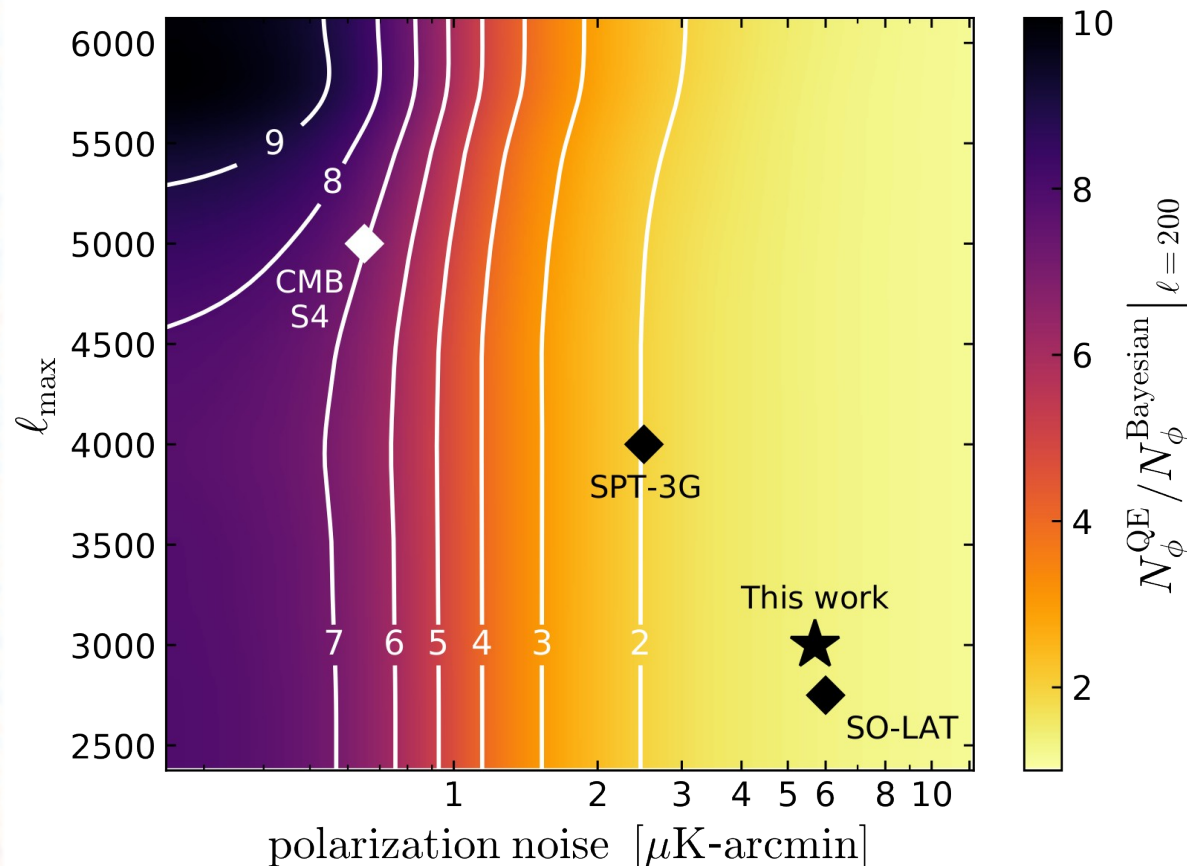 6000
5500
5000
4500
4000
3500
3000
2500
ℓmax
9
8
CMB
S4
SPT-3G
This work
7 6 5 4 3 2
SO-LAT
1 2 3 4 5 6 8 10
polarization noise [μK-arcmin]
10
8
6
4
2
N_ϕ^QE / N_ϕ^Bayesian | ℓ = 200